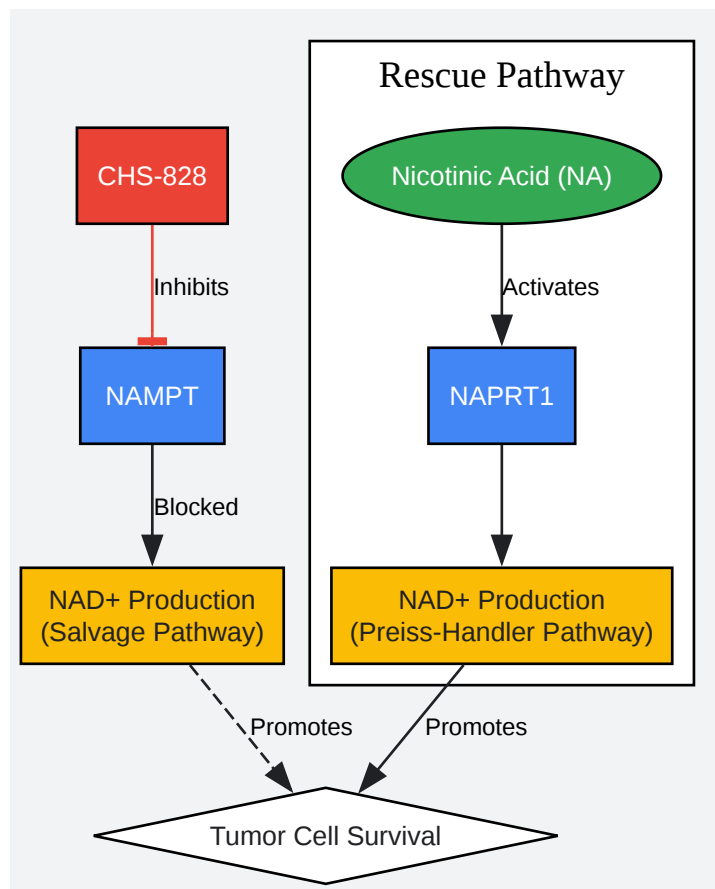 Rescue Pathway
CHS-828
Nicotinic Acid (NA)
Inhibits
Activates
NAMPT
NAPRT1
Blocked
NAD+ Production
(Salvage Pathway)
NAD+ Production
(Preiss-Handler Pathway)
Promotes
Promotes
Tumor Cell Survival